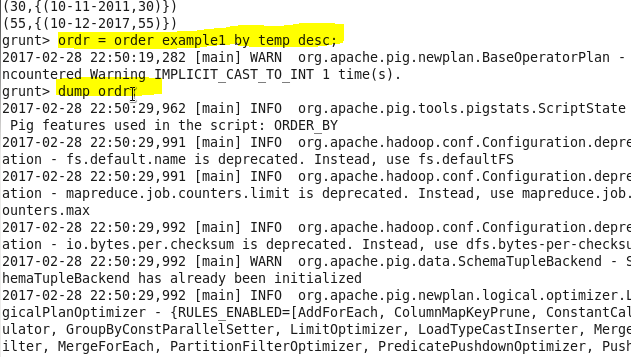 (30,{(10-11-2011,30)})
(55,{(10-12-2017,55)})
grunt> ordr = order example1 by temp desc;
2017-02-28 22:50:19,282 [main] WARN  org.apache.pig.newplan.BaseOperatorPlan -
ncountered Warning IMPLICIT_CAST_TO_INT 1 time(s).
grunt> dump ordr;
2017-02-28 22:50:29,962 [main] INFO  org.apache.pig.tools.pigstats.ScriptState
 Pig features used in the script: ORDER_BY
2017-02-28 22:50:29,991 [main] INFO  org.apache.hadoop.conf.Configuration.depre
ation - fs.default.name is deprecated. Instead, use fs.defaultFS
2017-02-28 22:50:29,991 [main] INFO  org.apache.hadoop.conf.Configuration.depre
ation - mapreduce.job.counters.limit is deprecated. Instead, use mapreduce.job.
ounters.max
2017-02-28 22:50:29,992 [main] INFO  org.apache.hadoop.conf.Configuration.depre
ation - io.bytes.per.checksum is deprecated. Instead, use dfs.bytes-per-checksu
2017-02-28 22:50:29,992 [main] WARN  org.apache.pig.data.SchemaTupleBackend - S
hemaTupleBackend has already been initialized
2017-02-28 22:50:29,992 [main] INFO  org.apache.pig.newplan.logical.optimizer.L
gicalPlanOptimizer - {RULES_ENABLED=[AddForEach, ColumnMapKeyPrune, ConstantCal
ulator, GroupByConstParallelSetter, LimitOptimizer, LoadTypeCastInserter, Merge
ilter, MergeForEach, PartitionFilterOptimizer, PredicatePushdownOptimizer, Push